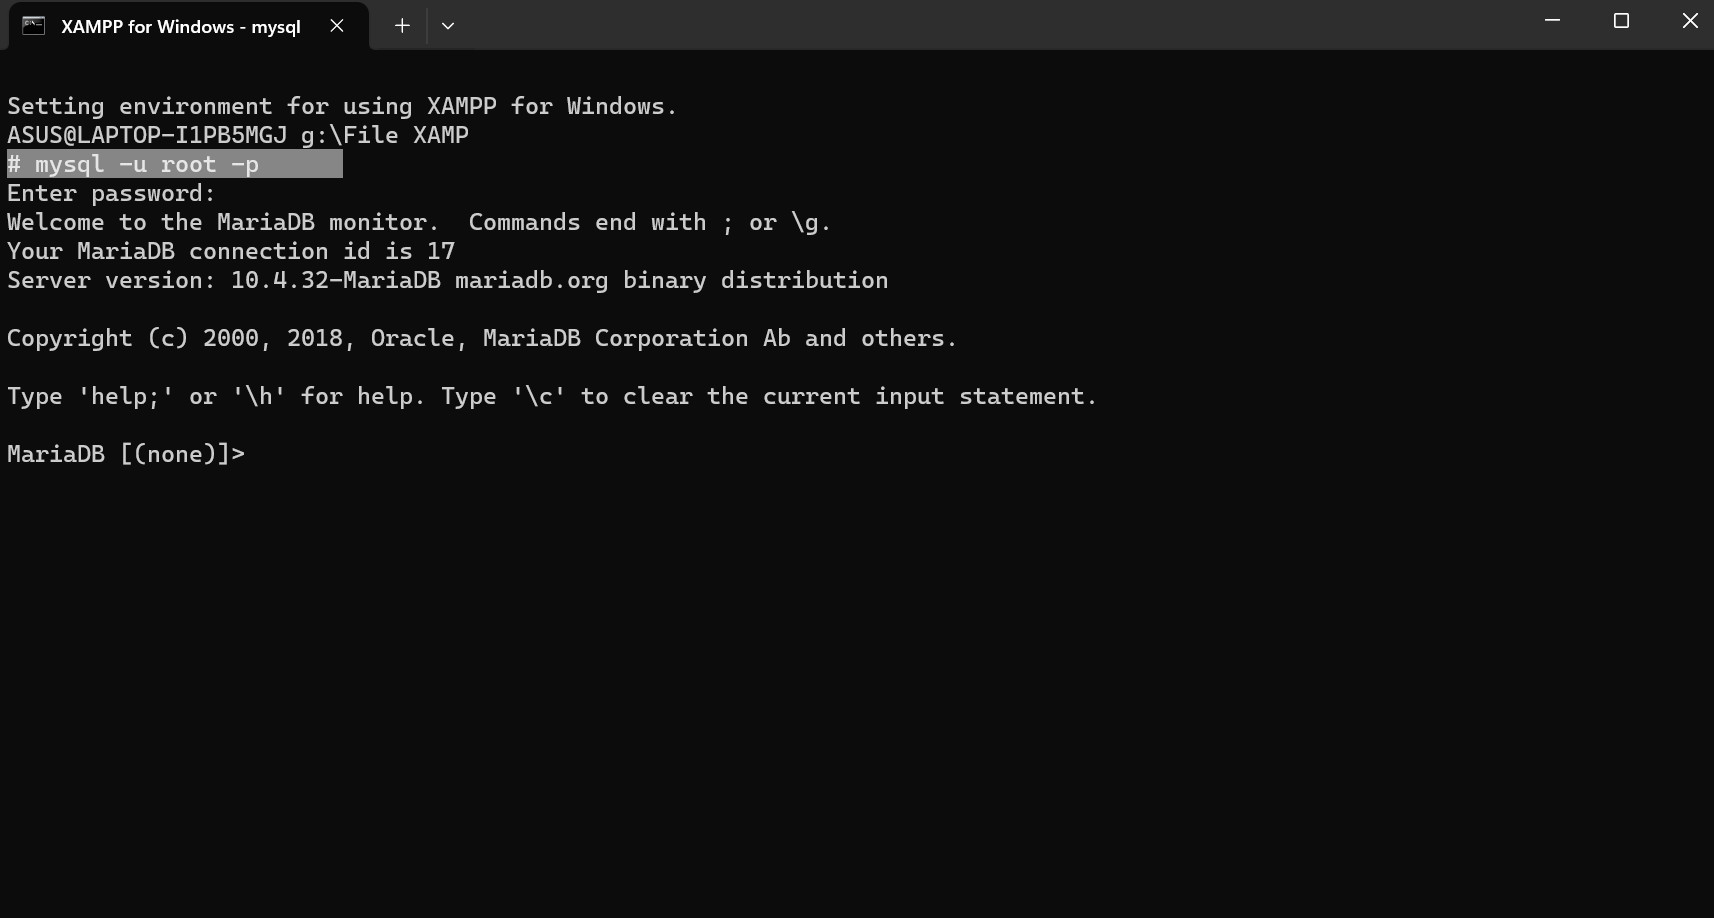 XAMPP for Windows - mysql
Setting environment for using XAMPP for Windows.
ASUS@LAPTOP-I1PB5MGJ g:\File XAMP
# mysql -u root -p
Enter password:
Welcome to the MariaDB monitor.  Commands end with ; or \g.
Your MariaDB connection id is 17
Server version: 10.4.32-MariaDB mariadb.org binary distribution
Copyright (c) 2000, 2018, Oracle, MariaDB Corporation Ab and others.
Type 'help;' or '\h' for help. Type '\c' to clear the current input statement.
MariaDB [(none)]>